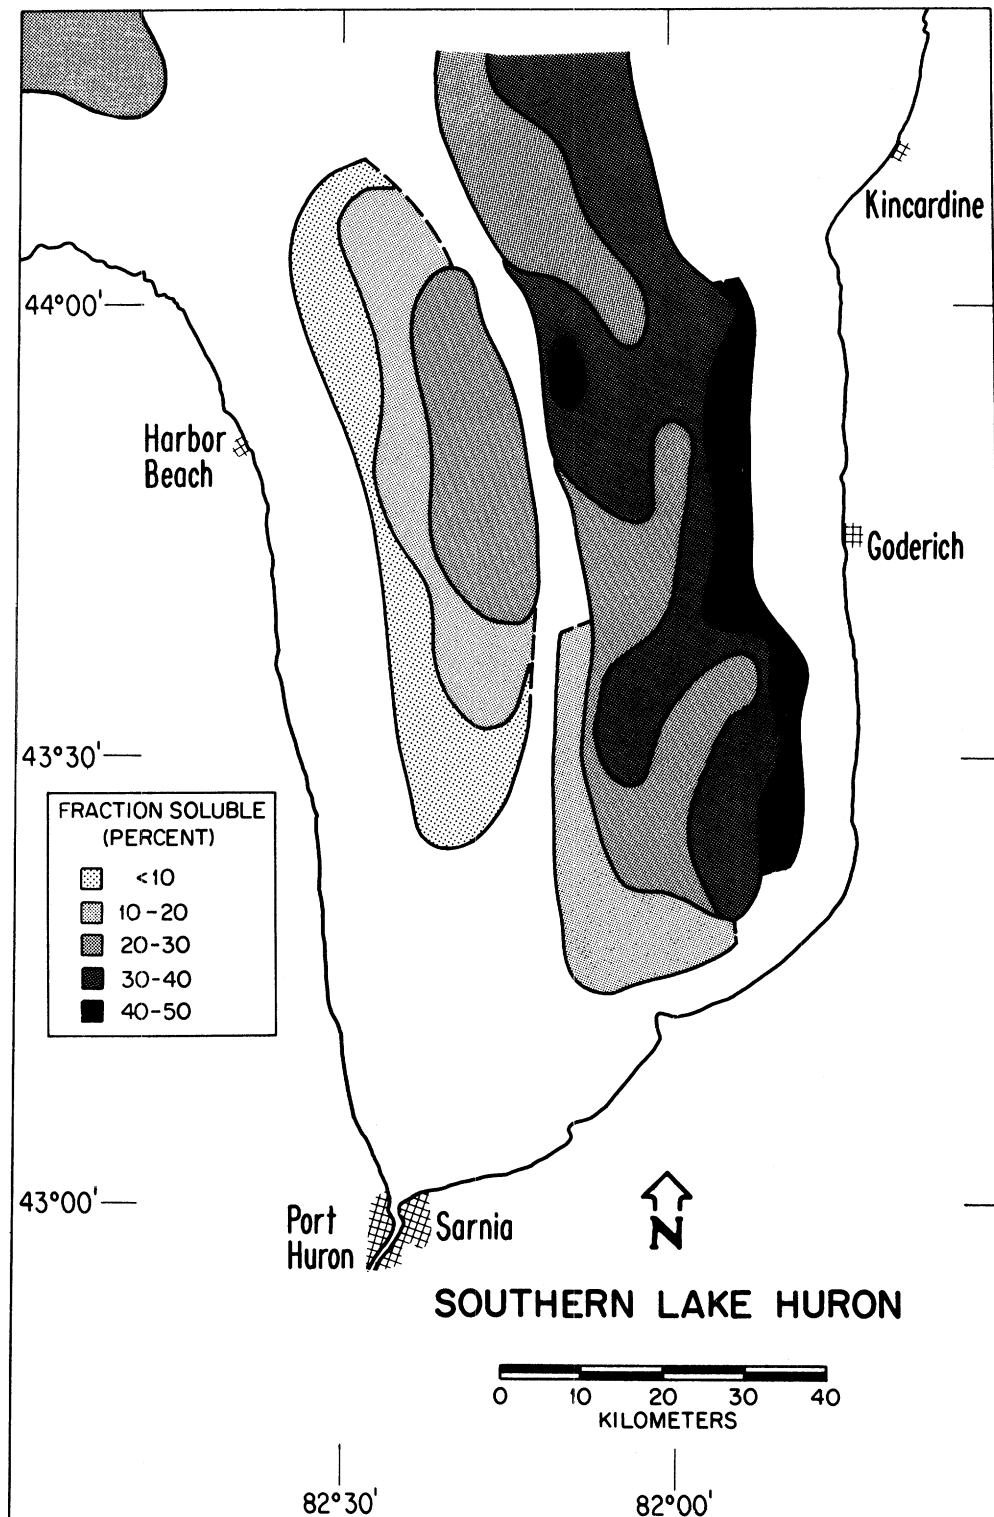 Kincardine
44°00'
Harbor
Beach
Goderich
43°30'
FRACTION SOLUBLE
(PERCENT)
<10
10-20
20-30
30-40
40-50
43°00'
Port
Huron
Sarnia
N
SOUTHERN LAKE HURON
0 10 20 30 40
KILOMETERS
82°30' 82°00'